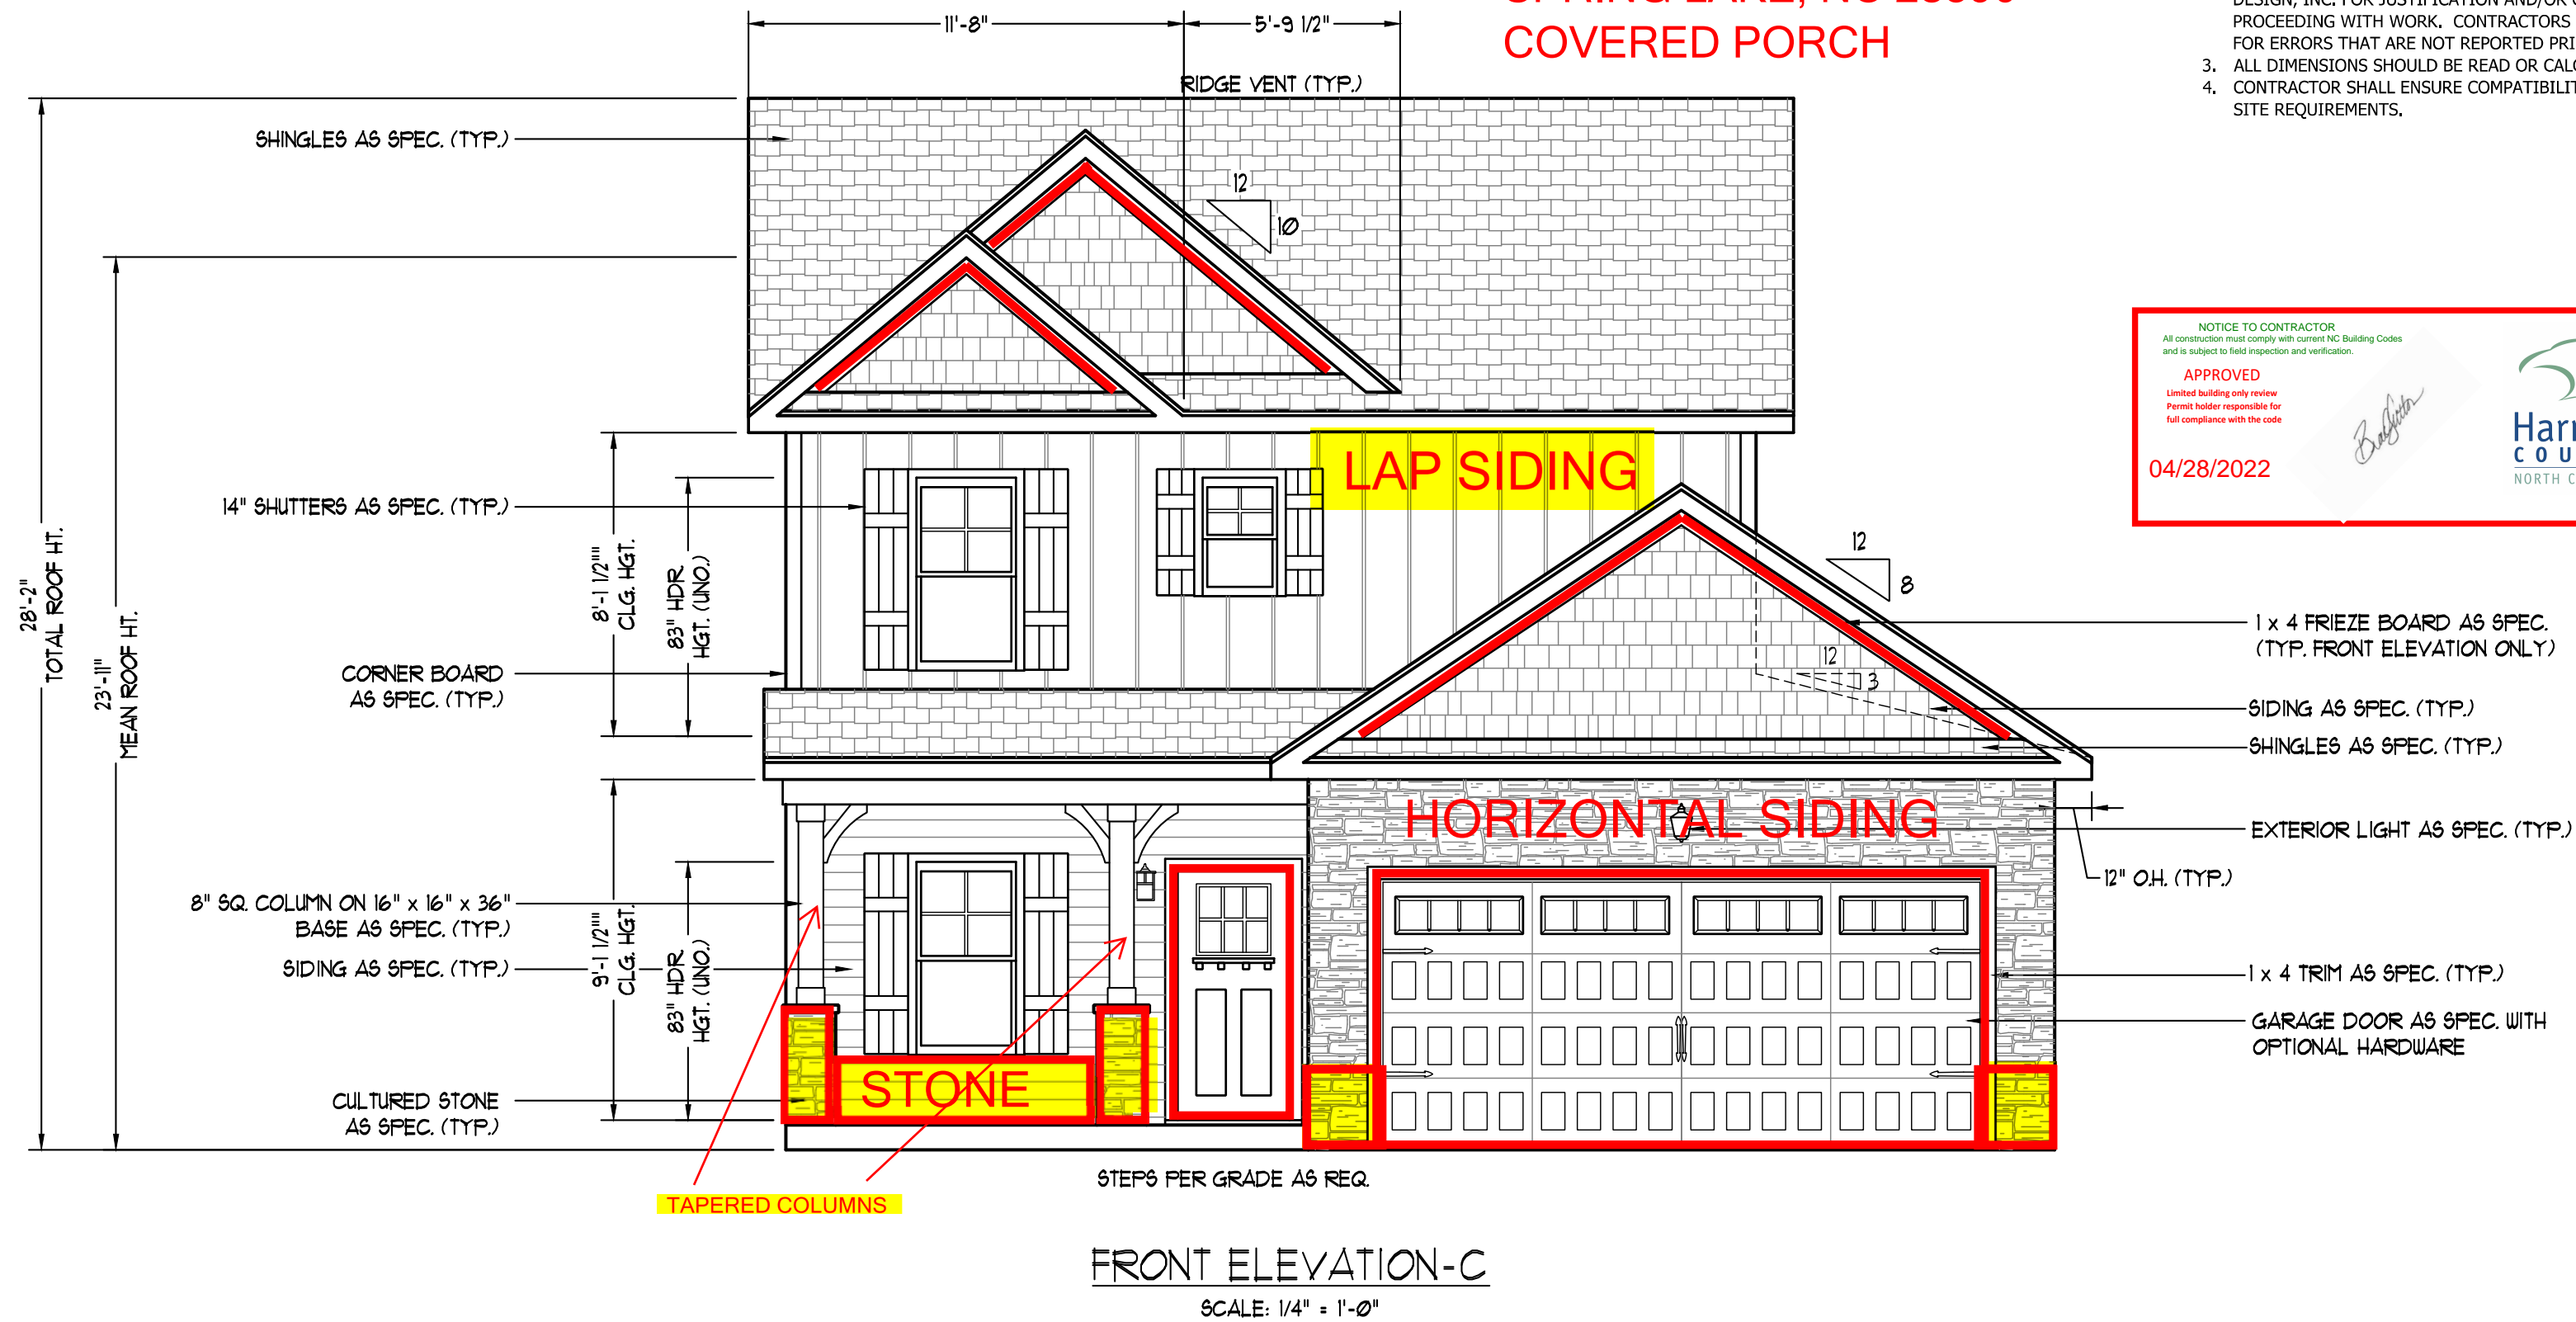 11'-8"
5'-9 1/2"
COVERED PORCH
PROCEEDING WITH WORK. CONTRACTORS
FOR ERRORS THAT ARE NOT REPORTED
3. ALL DIMENSIONS SHOULD BE READ OR
4. CONTRACTOR SHALL ENSURE
SITE REQUIREMENTS.
RIDGE VENT (TYP.)
SHINGLES AS SPEC. (TYP.)
12
10
NOTICE TO CONTRACTOR
All construction must comply with current NC Building Codes
and is subject to field inspection and verification.
APPROVED
Limited building only review
Permit holder responsible for
full compliance with the code
04/28/2022
Harn
COU
NORTH C
LAP SIDING
14" SHUTTERS AS SPEC. (TYP.)
28'-2"
TOTAL ROOF HT.
23'-11"
MEAN ROOF HT.
8'-1 1/2""
CLG. HGT.
83" HDR
HGT. (UNO.)
12
8
CORNER BOARD
AS SPEC. (TYP.)
1 x 4 FRIEZE BOARD AS SPEC.
(TYP. FRONT ELEVATION ONLY)
12
3
SIDING AS SPEC. (TYP.)
SHINGLES AS SPEC. (TYP.)
HORIZONTAL SIDING
EXTERIOR LIGHT AS SPEC. (TYP.)
12" O.H. (TYP.)
8" SQ. COLUMN ON 16" x 16" x 36"
BASE AS SPEC. (TYP.)
SIDING AS SPEC. (TYP.)
9'-1 1/2""
CLG. HGT.
83" HDR
HGT. (UNO.)
1 x 4 TRIM AS SPEC. (TYP.)
GARAGE DOOR AS SPEC. WITH
OPTIONAL HARDWARE
STONE
CULTURED STONE
AS SPEC. (TYP.)
STEPS PER GRADE AS REQ.
TAPERED COLUMNS
FRONT ELEVATION-C
SCALE: 1/4" = 1'-0"